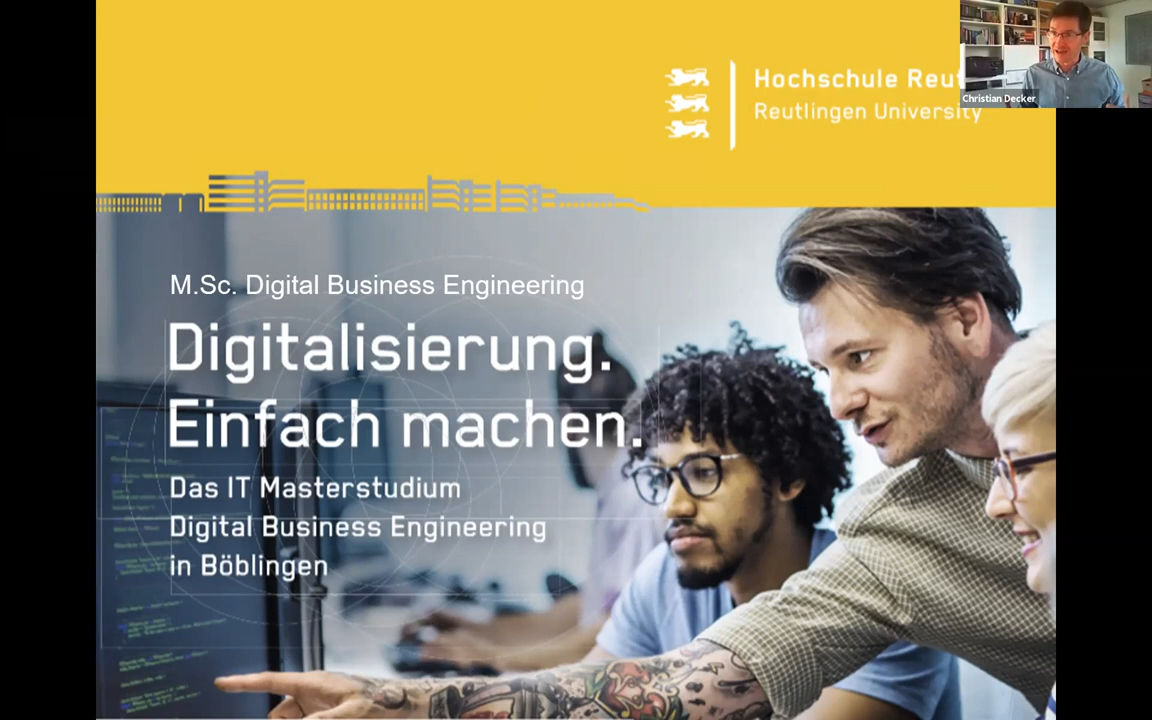 Hochschule Reut
Reutlingen University
Christian Decker
M.Sc. Digital Business Engineering
Digitalisierung.
Einfach machen.
Das IT Masterstudium
Digital Business Engineering
in Böblingen